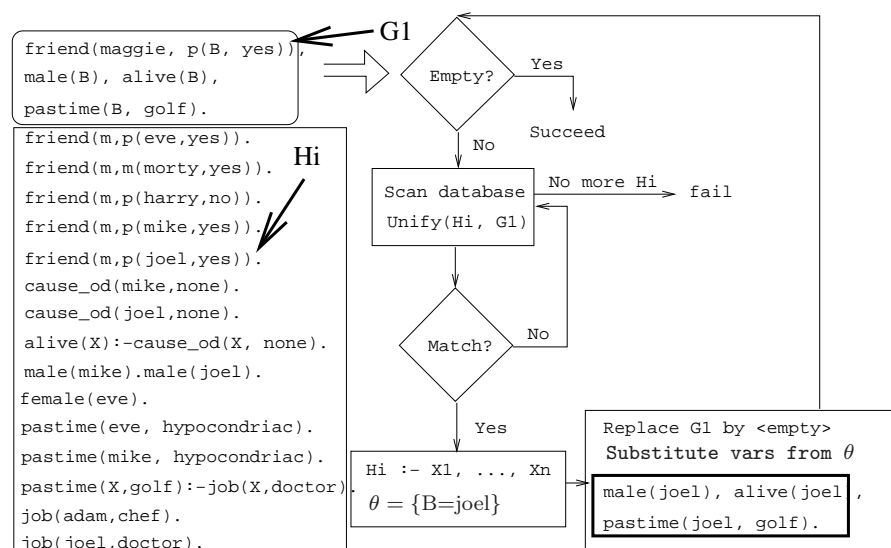 G1
friend(maggie, p(B, yes)),
male(B), alive(B),
pastime(B, golf).
friend(m,p(eve,yes)).
friend(m,m(morty,yes)).
friend(m,p(harry,no)).
friend(m,p(mike,yes)).
friend(m,p(joel,yes)).
cause_od(mike,none).
cause_od(joel,none).
alive(X):-cause_od(X, none).
male(mike).male(joel).
female(eve).
pastime(eve, hypocondriac).
pastime(mike, hypocondriac).
pastime(X,golf):-job(X,doctor).
job(adam,chef).
job(joel,doctor).
Hi
Empty?
Yes
Succeed
No
Scan database
Unify(Hi, G1)
No more Hi
fail
Match?
No
Yes
Hi :- X1, ..., Xn
θ = {B=joel}
Replace G1 by <empty>
Substitute vars from θ
male(joel), alive(joel),
pastime(joel, golf).